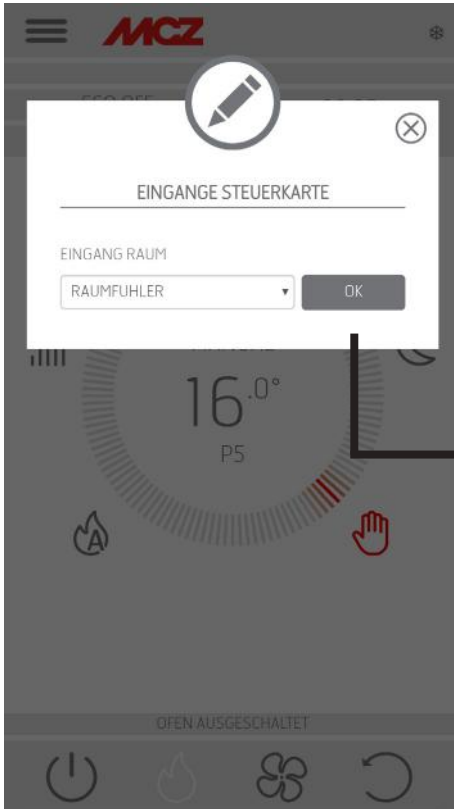 MCZ
EINGANGE STEUERKARTE
EINGANG RAUM
RAUMFUHLER
OK
16.0°
P5
A
OFEN AUSGESCHALTET